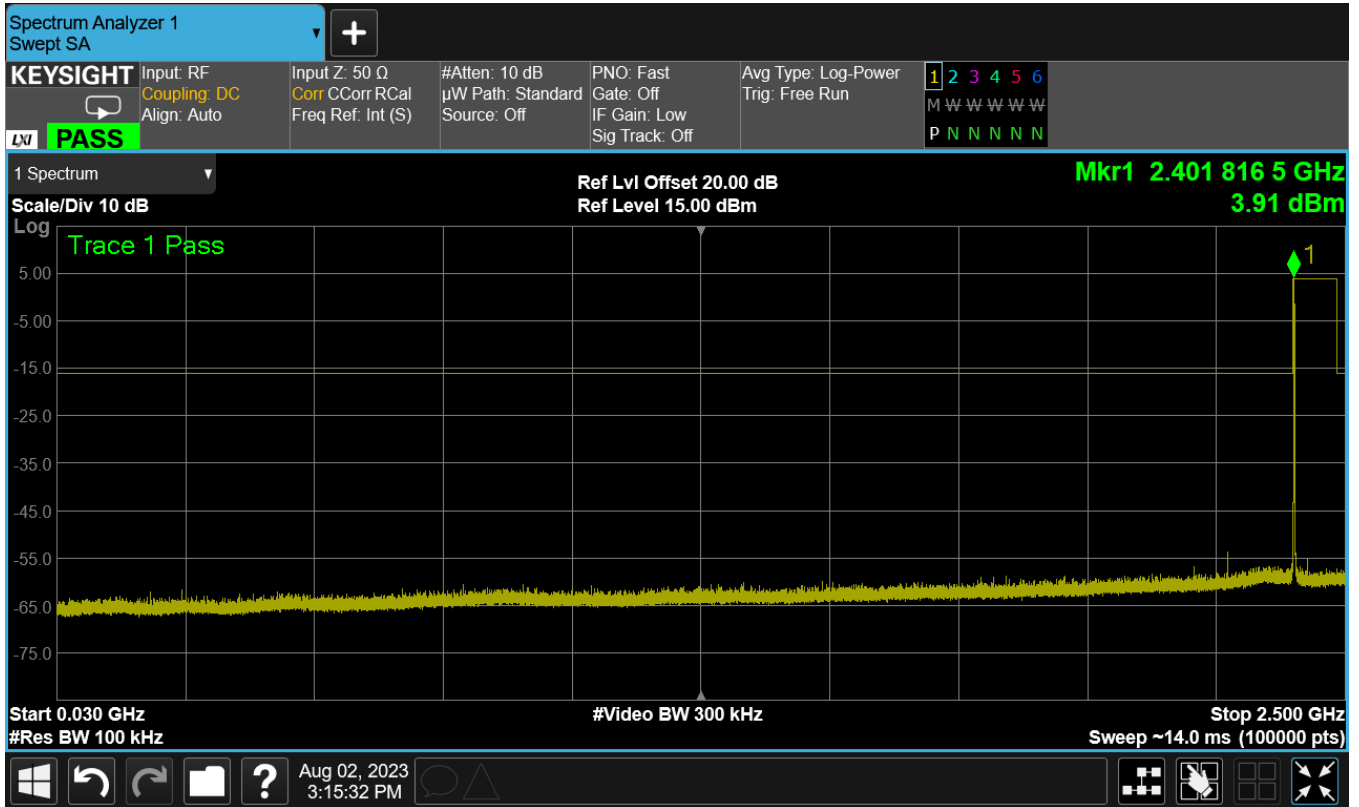 Spectrum Analyzer 1
Swept SA
+
KEYSIGHT
LXI PASS
Input: RF
Coupling: DC
Align: Auto
Input Z: 50 Ω
Corr CCorr RCal
Freq Ref: Int (S)
#Atten: 10 dB
µW Path: Standard
Source: Off
PNO: Fast
Gate: Off
IF Gain: Low
Sig Track: Off
Avg Type: Log-Power
Trig: Free Run
1 2 3 4 5 6
M W W W W W
P N N N N N
1 Spectrum
Scale/Div 10 dB
Ref Lvl Offset 20.00 dB
Ref Level 15.00 dBm
Mkr1 2.401 816 5 GHz
3.91 dBm
Log
Trace 1 Pass
1
5.00
-5.00
-15.0
-25.0
-35.0
-45.0
-55.0
-65.0
-75.0
Start 0.030 GHz
#Res BW 100 kHz
#Video BW 300 kHz
Stop 2.500 GHz
Sweep ~14.0 ms (100000 pts)
?
Aug 02, 2023
3:15:32 PM